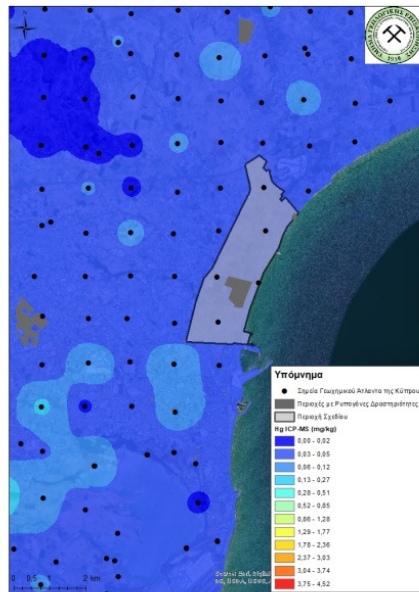 Υπόμνημα
Σημεία Γεωχημικού Άτλαντα της Κύπρου
Περιοχές με Ρυπογόνες Δραστηριότητες
Περιοχή Σχεδίου
Hg ICP-MS (mg/kg)
0,00 - 0,02
0,03 - 0,05
0,06 - 0,12
0,13 - 0,27
0,28 - 0,51
0,52 - 0,85
0,86 - 1,28
1,29 - 1,77
1,78 - 2,36
2,37 - 3,03
3,04 - 3,74
3,75 - 4,52
0 0,5 1 2 km